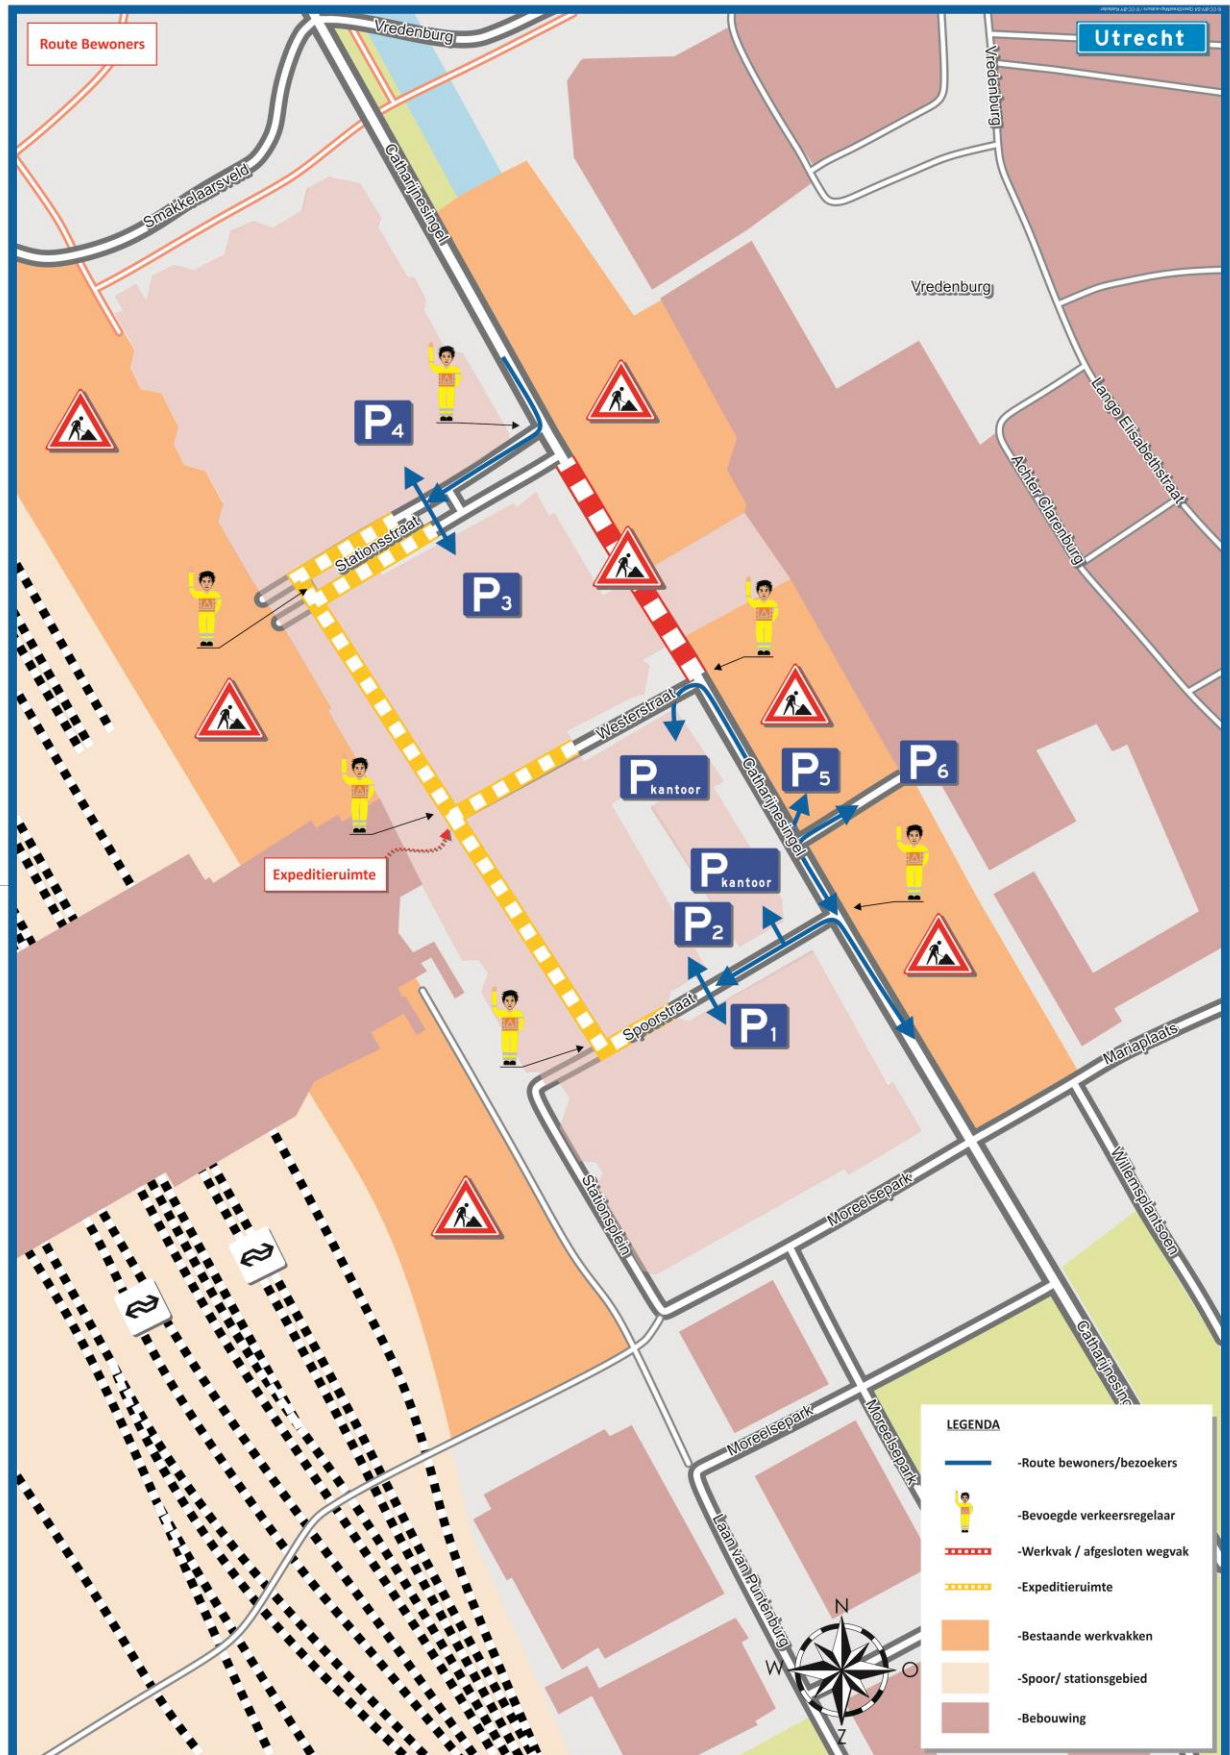 Route Bewoners
Utrecht
Vredenburg
Vredenburg
Catharijnesingel
Smakkelaarsveld
Vredenburg
P4
Lange Elisabethstraat
Achter Clarenburg
Stationsstraat
P3
Westerstraat
P kantoor
Catharijnesingel
P5
P6
Expeditieruimte
P kantoor
P2
Spoorstraat
P1
Mariaplaats
Stationsplein
Moreelsepark
Willemsplantsoen
Catharijnesing
Moreelsepark
Moreelsepark
Laan van Puntenburg
LEGENDA
-Route bewoners/bezoekers
-Bevoegde verkeersregelaar
-Werkvak / afgesloten wegvak
-Expeditieruimte
-Bestaande werkvakken
-Spoor/ stationsgebied
-Bebouwing
N
W
O
Z